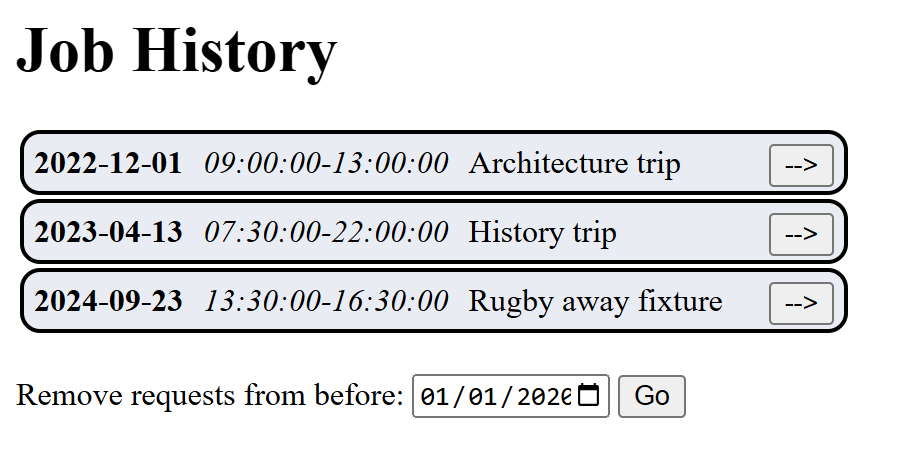 Job History
2022-12-01 09:00:00-13:00:00 Architecture trip -->
2023-04-13 07:30:00-22:00:00 History trip -->
2024-09-23 13:30:00-16:30:00 Rugby away fixture -->
Remove requests from before: 01/01/2020 Go